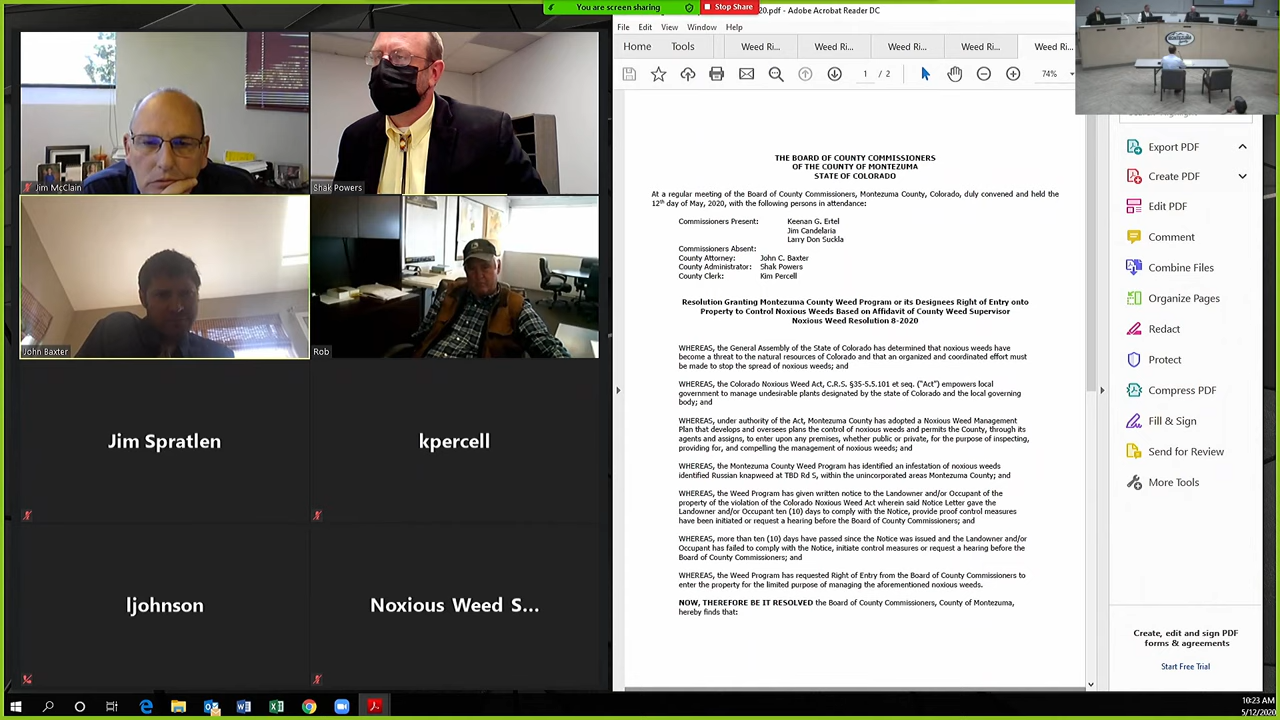 You are screen sharing
Stop Share
20.pdf - Adobe Acrobat Reader DC
File Edit View Window Help
Home Tools Weed Ri... Weed Ri... Weed Ri... Weed Ri... Weed Ri...
1 / 2 74%
MONTEZUMA
Jim McClain
Shak Powers
John Baxter
Rob
Jim Spratlen
kpercell
ljohnson
Noxious Weed S...
THE BOARD OF COUNTY COMMISSIONERS
OF THE COUNTY OF MONTEZUMA
STATE OF COLORADO
At a regular meeting of the Board of County Commissioners, Montezuma County, Colorado, duly convened and held the
12th day of May, 2020, with the following persons in attendance:
Commissioners Present: Keenan G. Ertel
Jim Candelaria
Larry Don Suckla
Commissioners Absent:
County Attorney: John C. Baxter
County Administrator: Shak Powers
County Clerk: Kim Percell
Resolution Granting Montezuma County Weed Program or its Designees Right of Entry onto
Property to Control Noxious Weeds Based on Affidavit of County Weed Supervisor
Noxious Weed Resolution 8-2020
WHEREAS, the General Assembly of the State of Colorado has determined that noxious weeds have
become a threat to the natural resources of Colorado and that an organized and coordinated effort must
be made to stop the spread of noxious weeds; and
WHEREAS, the Colorado Noxious Weed Act, C.R.S. §35-5.5.101 et seq. ("Act") empowers local
government to manage undesirable plants designated by the state of Colorado and the local governing
body; and
WHEREAS, under authority of the Act, Montezuma County has adopted a Noxious Weed Management
Plan that develops and oversees plans the control of noxious weeds and permits the County, through its
agents and assigns, to enter upon any premises, whether public or private, for the purpose of inspecting,
providing for, and compelling the management of noxious weeds; and
WHEREAS, the Montezuma County Weed Program has identified an infestation of noxious weeds
identified Russian knapweed at TBD Rd S, within the unincorporated areas Montezuma County; and
WHEREAS, the Weed Program has given written notice to the Landowner and/or Occupant of the
property of the violation of the Colorado Noxious Weed Act wherein said Notice Letter gave the
Landowner and/or Occupant ten (10) days to comply with the Notice, provide proof control measures
have been initiated or request a hearing before the Board of County Commissioners; and
WHEREAS, more than ten (10) days have passed since the Notice was issued and the Landowner and/or
Occupant has failed to comply with the Notice, initiate control measures or request a hearing before the
Board of County Commissioners; and
WHEREAS, the Weed Program has requested Right of Entry from the Board of County Commissioners to
enter the property for the limited purpose of managing the aforementioned noxious weeds.
NOW, THEREFORE BE IT RESOLVED the Board of County Commissioners, County of Montezuma,
hereby finds that:
Export PDF
Create PDF
Edit PDF
Comment
Combine Files
Organize Pages
Redact
Protect
Compress PDF
Fill & Sign
Send for Review
More Tools
Create, edit and sign PDF
forms & agreements
Start Free Trial
10:23 AM
5/12/2020